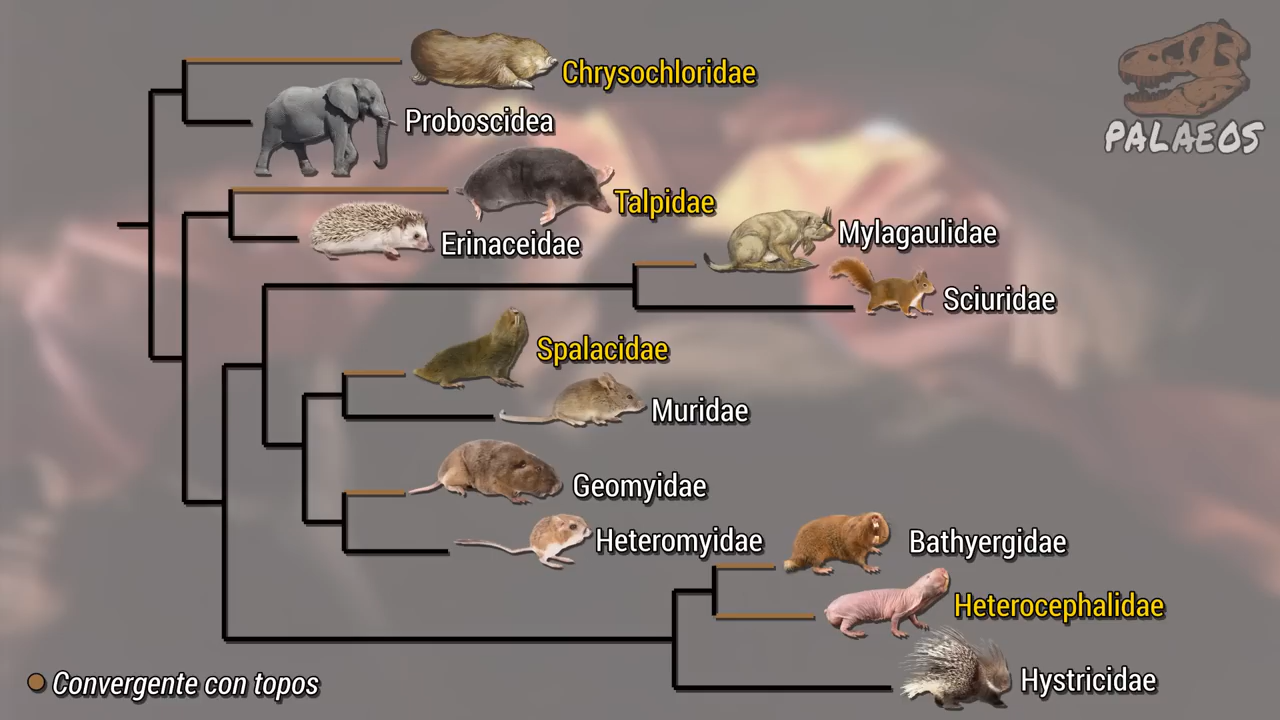 Chrysochloridae
Proboscidea
PALAEOS
Talpidae
Erinaceidae
Mylagaulidae
Sciuridae
Spalacidae
Muridae
Geomyidae
Heteromyidae
Bathyergidae
Heterocephalidae
Hystricidae
Convergente con topos